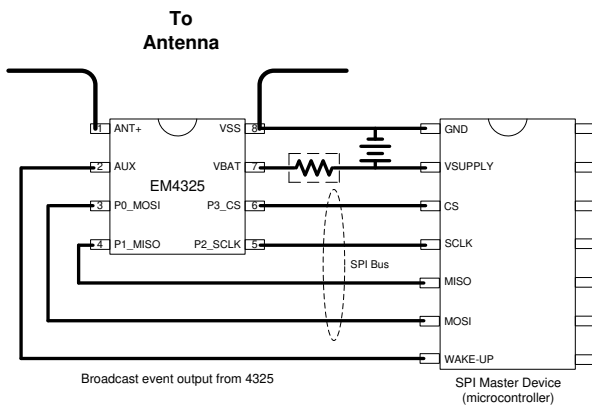 To
Antenna
1 ANT+ VSS 8
2 AUX VBAT 7
EM4325
3 P0_MOSI P3_CS 6
4 P1_MISO P2_SCLK 5
GND
VSUPPLY
CS
SCLK
SPI Bus
MISO
MOSI
WAKE-UP
Broadcast event output from 4325
SPI Master Device
(microcontroller)